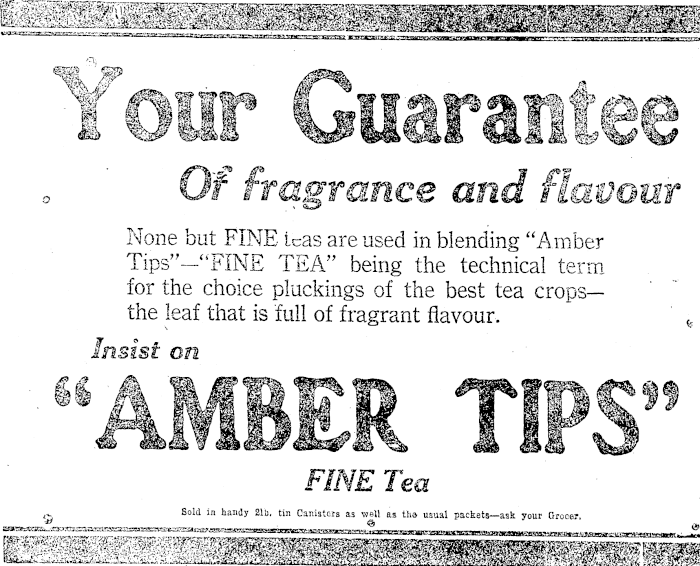 Your Guarantee
Of fragrance and flavour
None but FINE teas are used in blending “Amber
Tips”—“FINE TEA” being the technical term
for the choice pluckings of the best tea crops—
the leaf that is full of fragrant flavour.
Insist on
“AMBER TIPS”
FINE Tea
Sold in handy 2lb. tin Canisters as well as the usual packets—ask your Grocer.